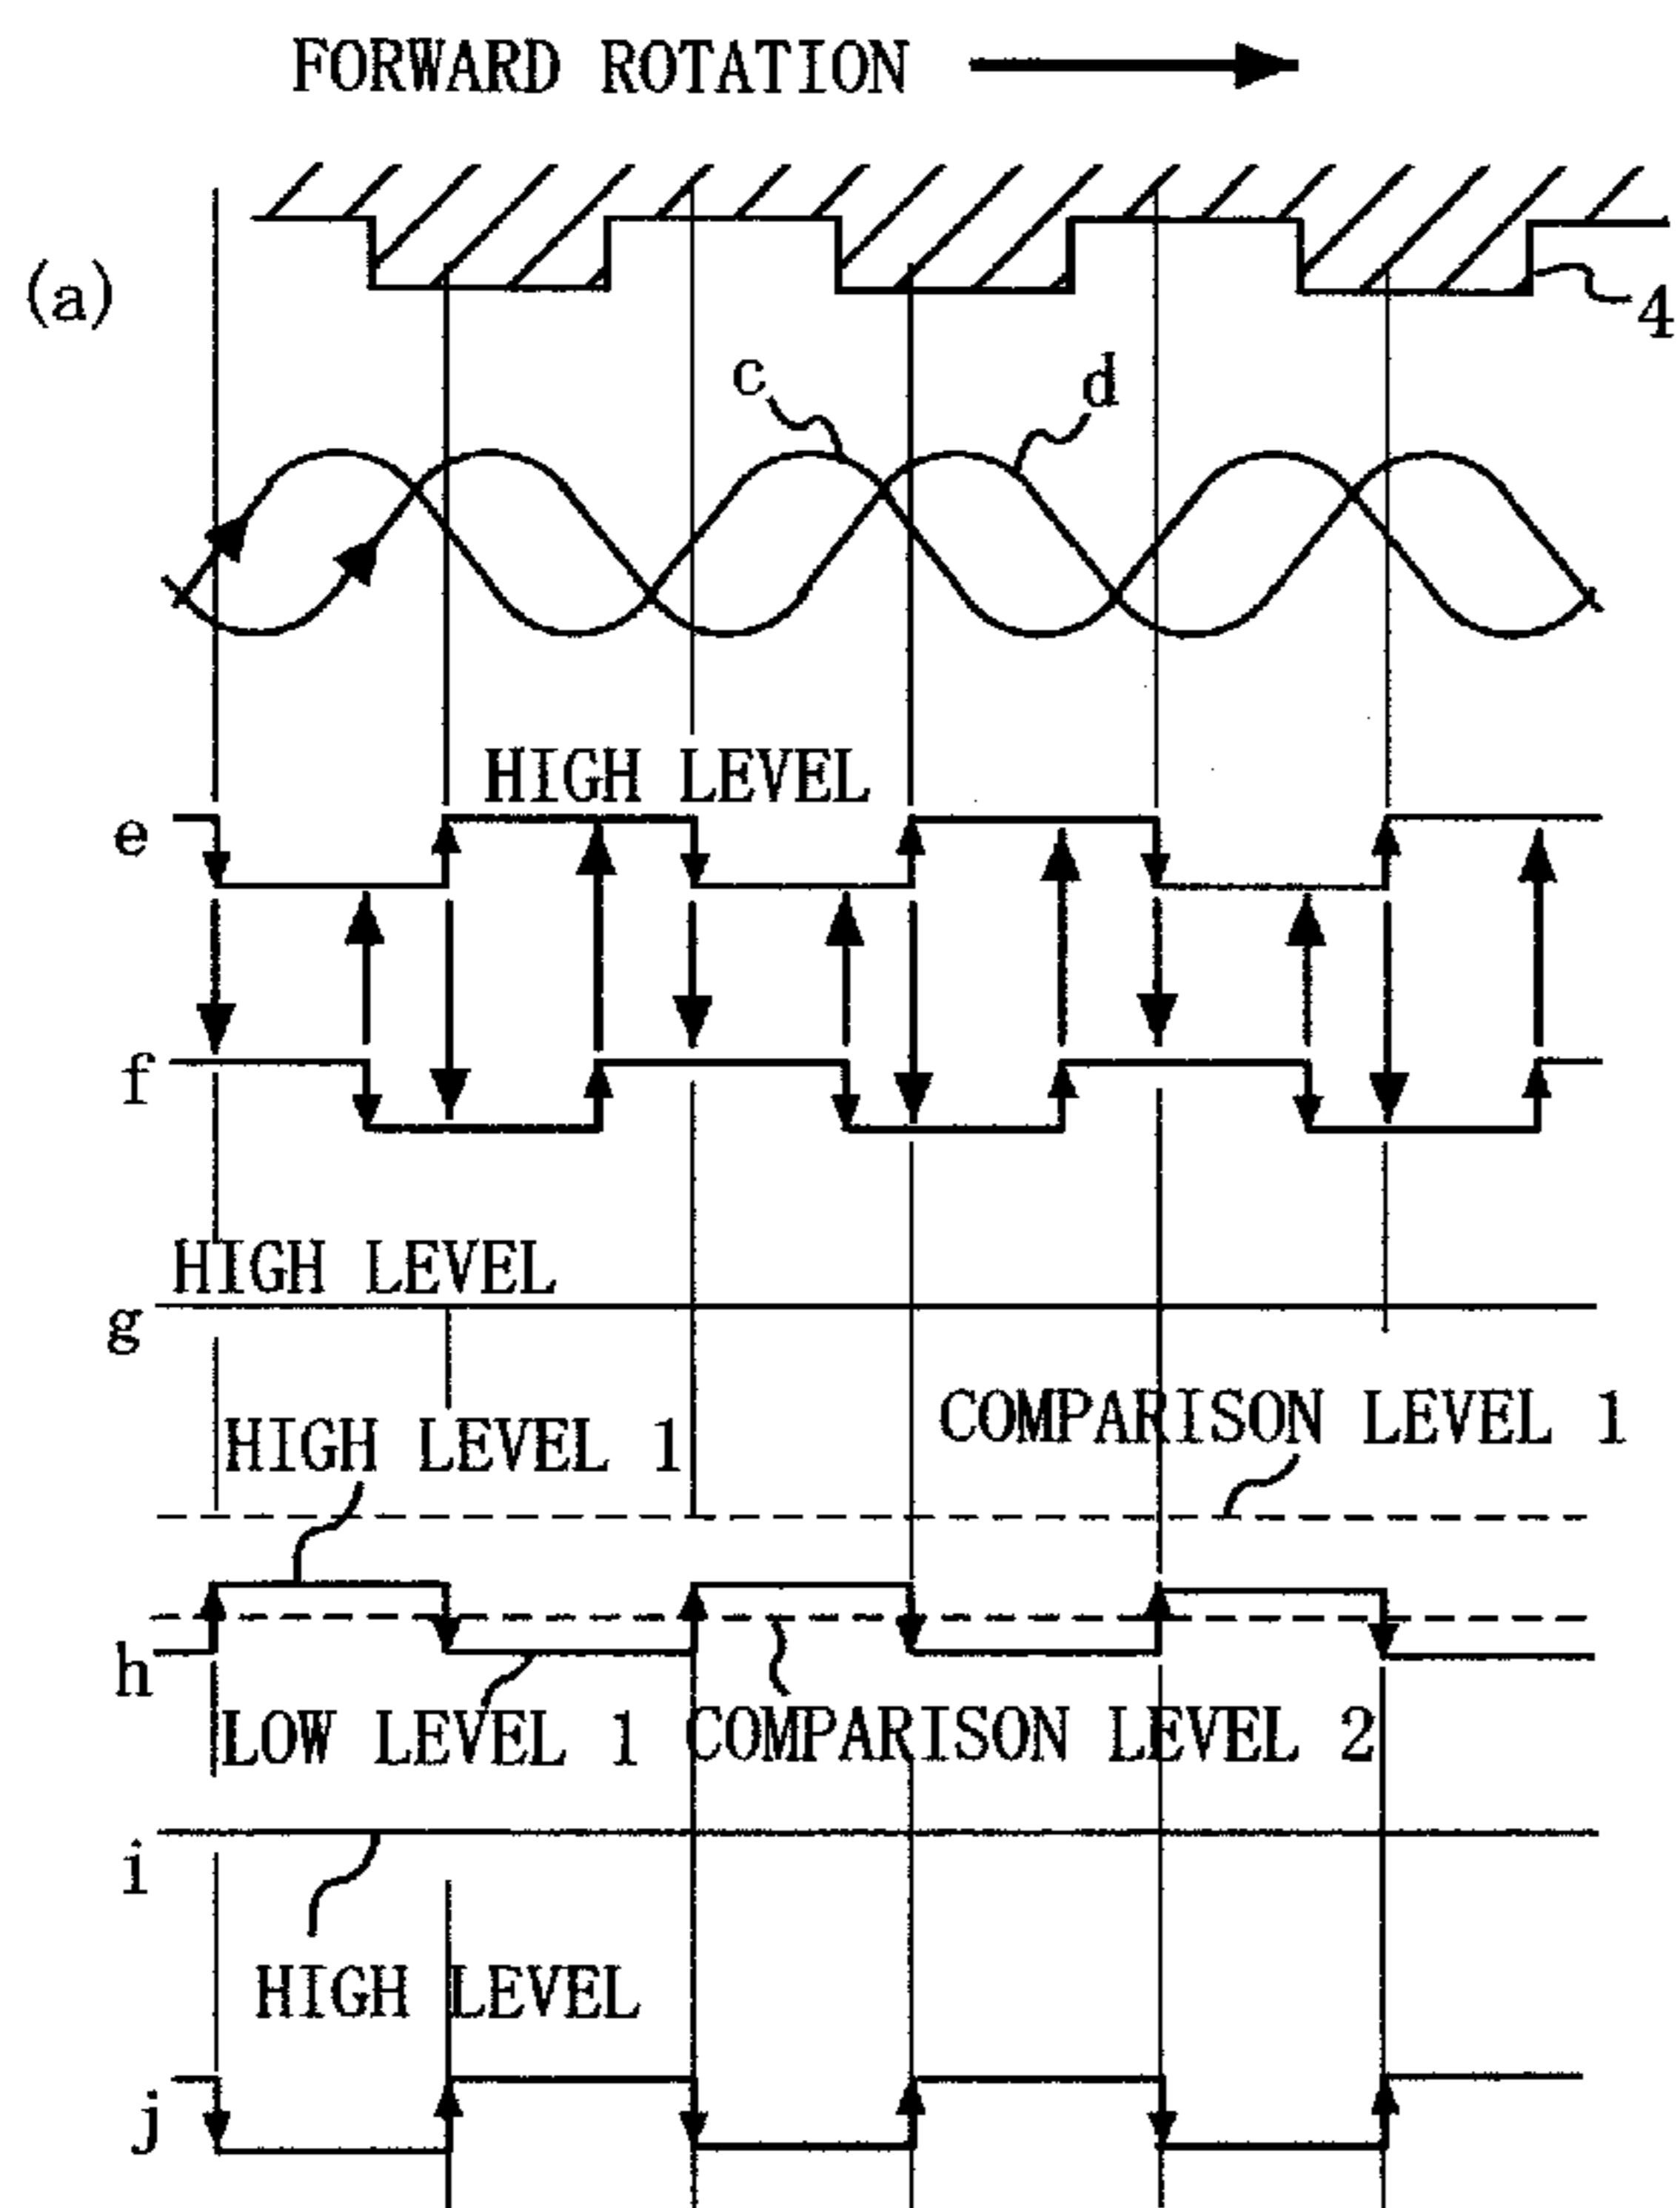 FORWARD ROTATION
(a)
4
c
d
HIGH LEVEL
e
f
HIGH LEVEL
g
COMPARISON LEVEL 1
HIGH LEVEL 1
h
LOW LEVEL 1
COMPARISON LEVEL 2
i
HIGH LEVEL
j